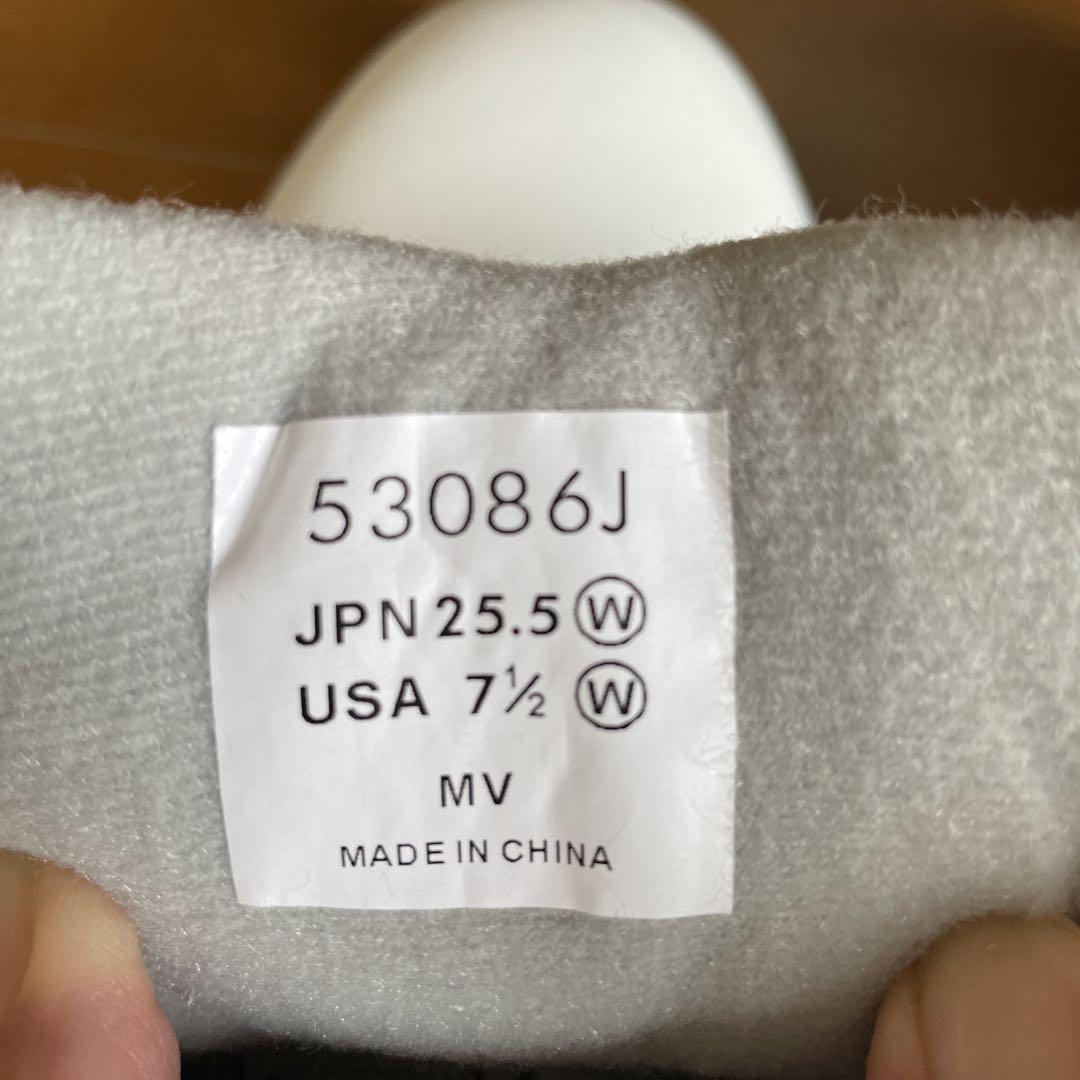 53086J
JPN 25.5 Ⓦ
USA 7½ Ⓦ
MV
MADE IN CHINA